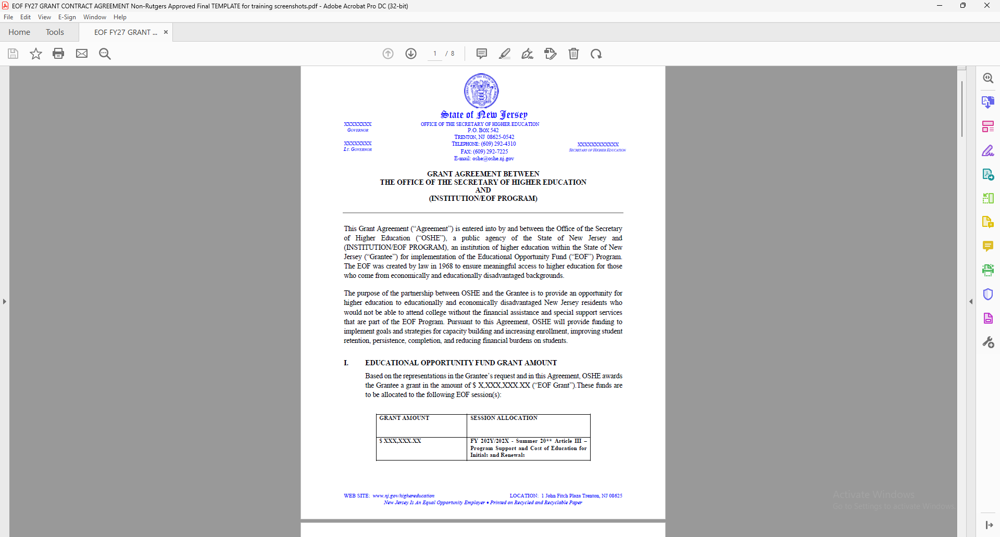 EOF FY27 GRANT CONTRACT AGREEMENT Non-Rutgers Approved Final TEMPLATE for training screenshots.pdf - Adobe Acrobat Pro DC (32-bit)
File Edit View E-Sign Window Help
Home Tools EOF FY27 GRANT ... ×
1 / 8
State of New Jersey
XXXXXXXX
GOVERNOR
XXXXXXXX
LT. GOVERNOR
OFFICE OF THE SECRETARY OF HIGHER EDUCATION
P.O. BOX 542
TRENTON, NJ 08625-0542
TELEPHONE: (609) 292-4310
FAX: (609) 292-7225
E-mail: oshe@oshe.nj.gov
XXXXXXXXXXXX
SECRETARY OF HIGHER EDUCATION
GRANT AGREEMENT BETWEEN
THE OFFICE OF THE SECRETARY OF HIGHER EDUCATION
AND
(INSTITUTION/EOF PROGRAM)
This Grant Agreement (“Agreement”) is entered into by and between the Office of the Secretary
of Higher Education (“OSHE”), a public agency of the State of New Jersey and
(INSTITUTION/EOF PROGRAM), an institution of higher education within the State of New
Jersey (“Grantee”) for implementation of the Educational Opportunity Fund (“EOF”) Program.
The EOF was created by law in 1968 to ensure meaningful access to higher education for those
who come from economically and educationally disadvantaged backgrounds.
The purpose of the partnership between OSHE and the Grantee is to provide an opportunity for
higher education to educationally and economically disadvantaged New Jersey residents who
would not be able to attend college without the financial assistance and special support services
that are part of the EOF Program. Pursuant to this Agreement, OSHE will provide funding to
implement goals and strategies for capacity building and increasing enrollment, improving student
retention, persistence, completion, and reducing financial burdens on students.
I. EDUCATIONAL OPPORTUNITY FUND GRANT AMOUNT
Based on the representations in the Grantee’s request and in this Agreement, OSHE awards
the Grantee a grant in the amount of $ X,XXX,XXX.XX (“EOF Grant”).These funds are
to be allocated to the following EOF session(s):
GRANT AMOUNT SESSION ALLOCATION
$ XXX,XXX.XX FY 202Y/202X - Summer 20** Article III –
Program Support and Cost of Education for
Initials and Renewals
WEB SITE: www.nj.gov/highereducation LOCATION: 1 John Fitch Plaza Trenton, NJ 08625
New Jersey Is An Equal Opportunity Employer • Printed on Recycled and Recyclable Paper
Activate Windows
Go to Settings to activate Windows.